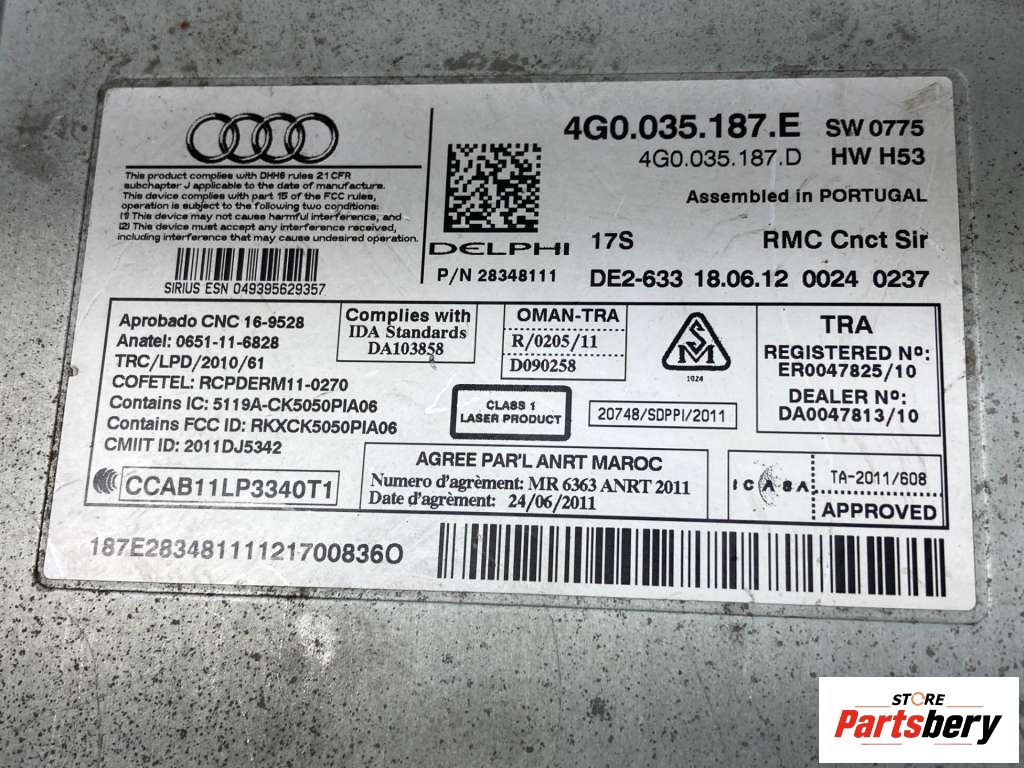 This product complies with DHHS rules 21 CFR
subchapter J applicable to the date of manufacture.
This device complies with part 15 of the FCC rules,
operation is subject to the following two conditions:
(1) This device may not cause harmful interference, and
(2) This device must accept any interference received,
including interference that may cause undesired operation.
SIRIUS ESN 049395629357
DELPHI
P/N 28348111
4G0.035.187.E SW 0775
4G0.035.187.D HW H53
Assembled in PORTUGAL
17S RMC Cnct Sir
DE2-633 18.06.12 0024 0237
Aprobado CNC 16-9528
Anatel: 0651-11-6828
TRC/LPD/2010/61
COFETEL: RCPDERM11-0270
Contains IC: 5119A-CK5050PIA06
Contains FCC ID: RKXCK5050PIA06
CMIIT ID: 2011DJ5342
CCAB11LP3340T1
Complies with
IDA Standards
DA103858
OMAN-TRA
R/0205/11
D090258
CLASS 1
LASER PRODUCT
SM
1024
20748/SDPPI/2011
TRA
REGISTERED Nº:
ER0047825/10
DEALER Nº:
DA0047813/10
AGREE PAR'L ANRT MAROC
Numero d'agrèment: MR 6363 ANRT 2011
Date d'agrèment: 24/06/2011
ICASA
TA-2011/608
APPROVED
187E283481111217008360
STORE
Partsbery